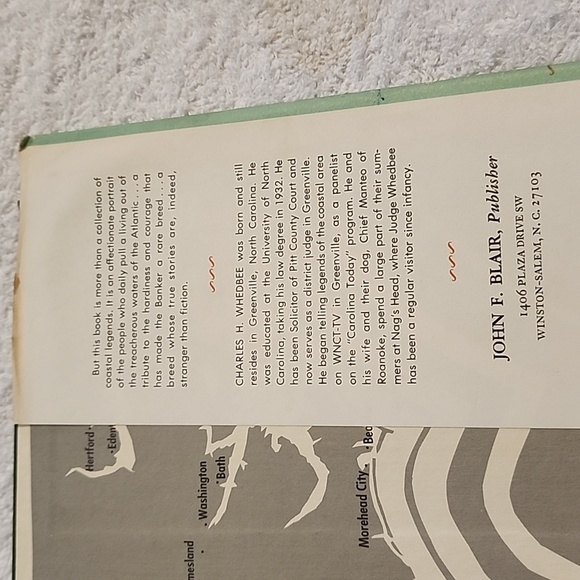 But this book is more than a collection of
coastal legends. It is an affectionate portrait
of the people who daily pull a living out of
the treacherous waters of the Atlantic . . . a
tribute to the hardiness and courage that
has made the Banker a rare breed. . . . a
breed whose true stories are, indeed,
stranger than fiction.
CHARLES H. WHEDBEE was born and still
resides in Greenville, North Carolina. He
was educated at the University of North
Carolina, taking his law degree in 1932. He
has been Solicitor of Pitt County Court and
now serves as a district judge in Greenville.
He began telling legends of the coastal area
on WNCT-TV in Greenville, as a panelist
on the "Carolina Today" program. He and
his wife and their dog, Chief Manteo of
Roanoke, spend a large part of their sum-
mers at Nag's Head, where Judge Whedbee
has been a regular visitor since infancy.
JOHN F. BLAIR, Publisher
1406 PLAZA DRIVE SW
WINSTON-SALEM, N. C. 27103
Hertford
Eden
Washington
Bath
mesland
Morehead City
Bea